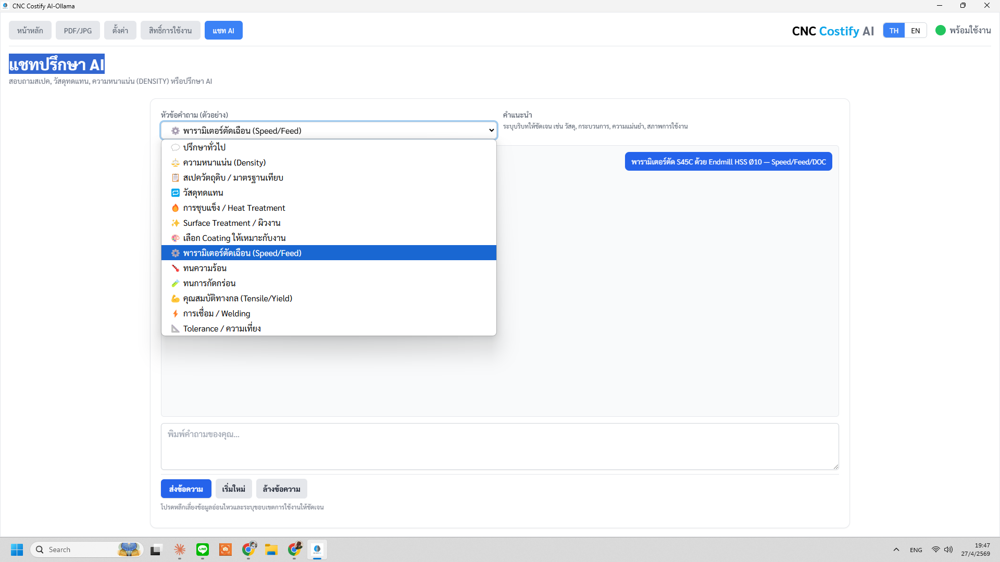 CNC Costify AI-Ollama
หน้าหลัก
PDF/JPG
ตั้งค่า
สิทธิ์การใช้งาน
แชท AI
CNC Costify AI
TH
EN
พร้อมใช้งาน
แชทปรึกษา AI
สอบถามสเปค, วัสดุทดแทน, ความหนาแน่น (DENSITY) หรือปรึกษา AI
หัวข้อคำถาม (ตัวอย่าง)
พารามิเตอร์ตัดเฉือน (Speed/Feed)
คำแนะนำ
ระบุบริบทให้ชัดเจน เช่น วัสดุ, กระบวนการ, ความแม่นยำ, สภาพการใช้งาน
ปรึกษาทั่วไป
ความหนาแน่น (Density)
สเปควัตถุดิบ / มาตรฐานเทียบ
วัสดุทดแทน
การชุบแข็ง / Heat Treatment
Surface Treatment / ผิวงาน
เลือก Coating ให้เหมาะกับงาน
พารามิเตอร์ตัดเฉือน (Speed/Feed)
ทนความร้อน
ทนการกัดกร่อน
คุณสมบัติทางกล (Tensile/Yield)
การเชื่อม / Welding
Tolerance / ความเที่ยง
พารามิเตอร์ตัด S45C ด้วย Endmill HSS Ø10 — Speed/Feed/DOC
พิมพ์คำถามของคุณ...
ส่งข้อความ
เริ่มใหม่
ล้างข้อความ
โปรดหลีกเลี่ยงข้อมูลอ่อนไหวและระบุขอบเขตการใช้งานให้ชัดเจน
Search
LINE
ENG
19:47
27/4/2569